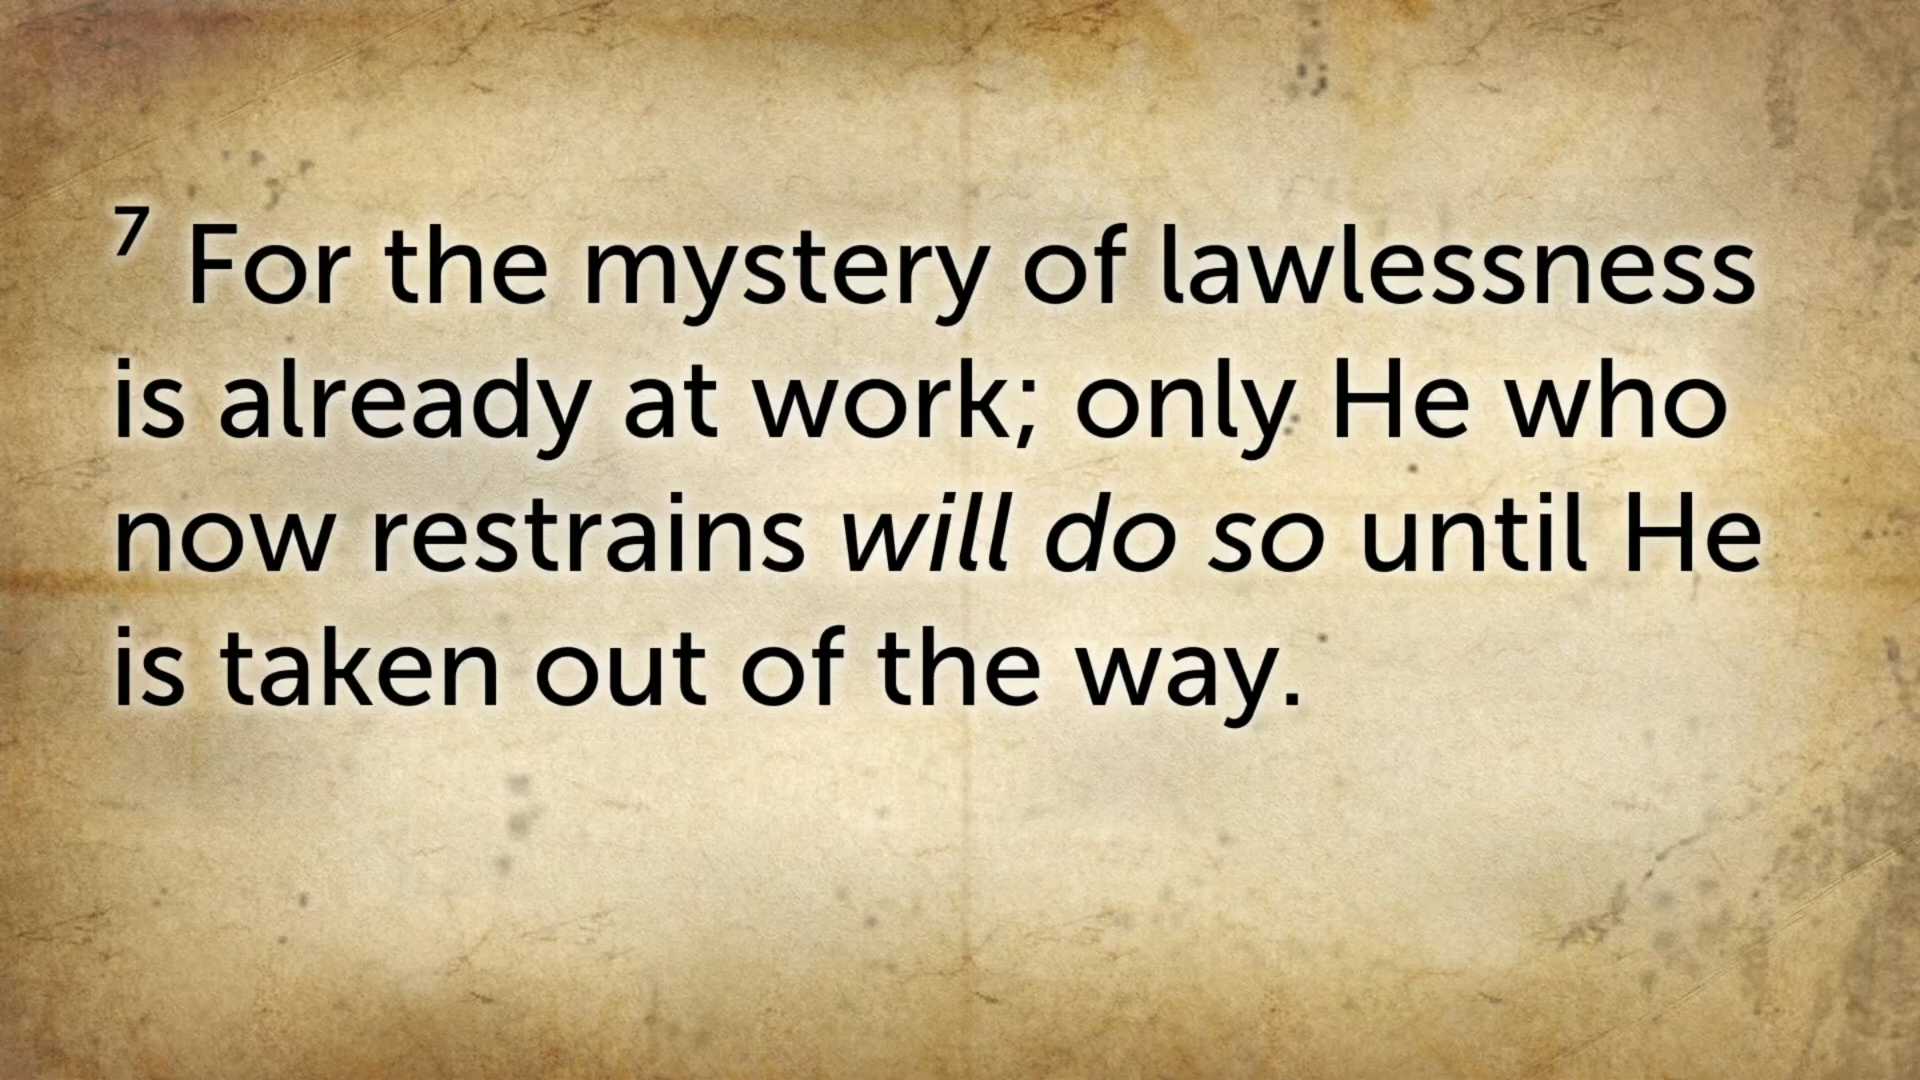 ⁷ For the mystery of lawlessness
is already at work; only He who
now restrains will do so until He
is taken out of the way.